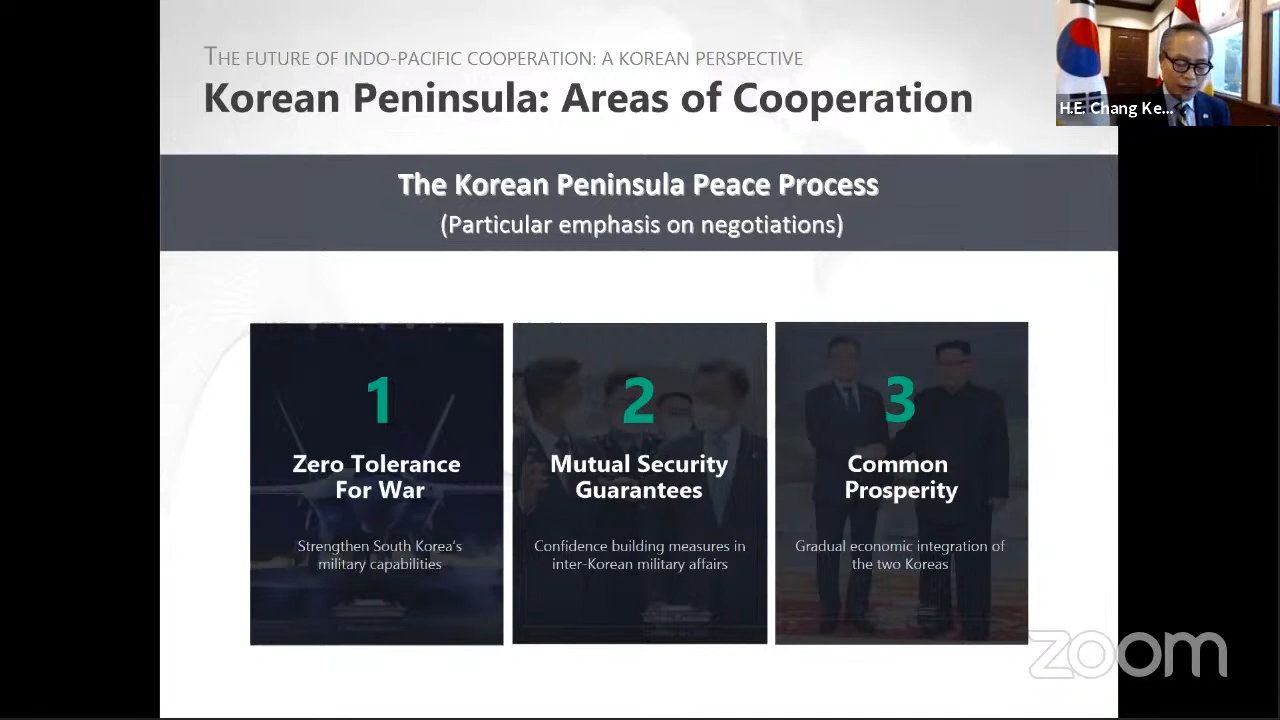 THE FUTURE OF INDO-PACIFIC COOPERATION: A KOREAN PERSPECTIVE
Korean Peninsula: Areas of Cooperation
H.E. Chang Ke...
The Korean Peninsula Peace Process
(Particular emphasis on negotiations)
1
Zero Tolerance
For War
Strengthen South Korea's
military capabilities
2
Mutual Security
Guarantees
Confidence building measures in
inter-Korean military affairs
3
Common
Prosperity
Gradual economic integration of
the two Koreas
zoom